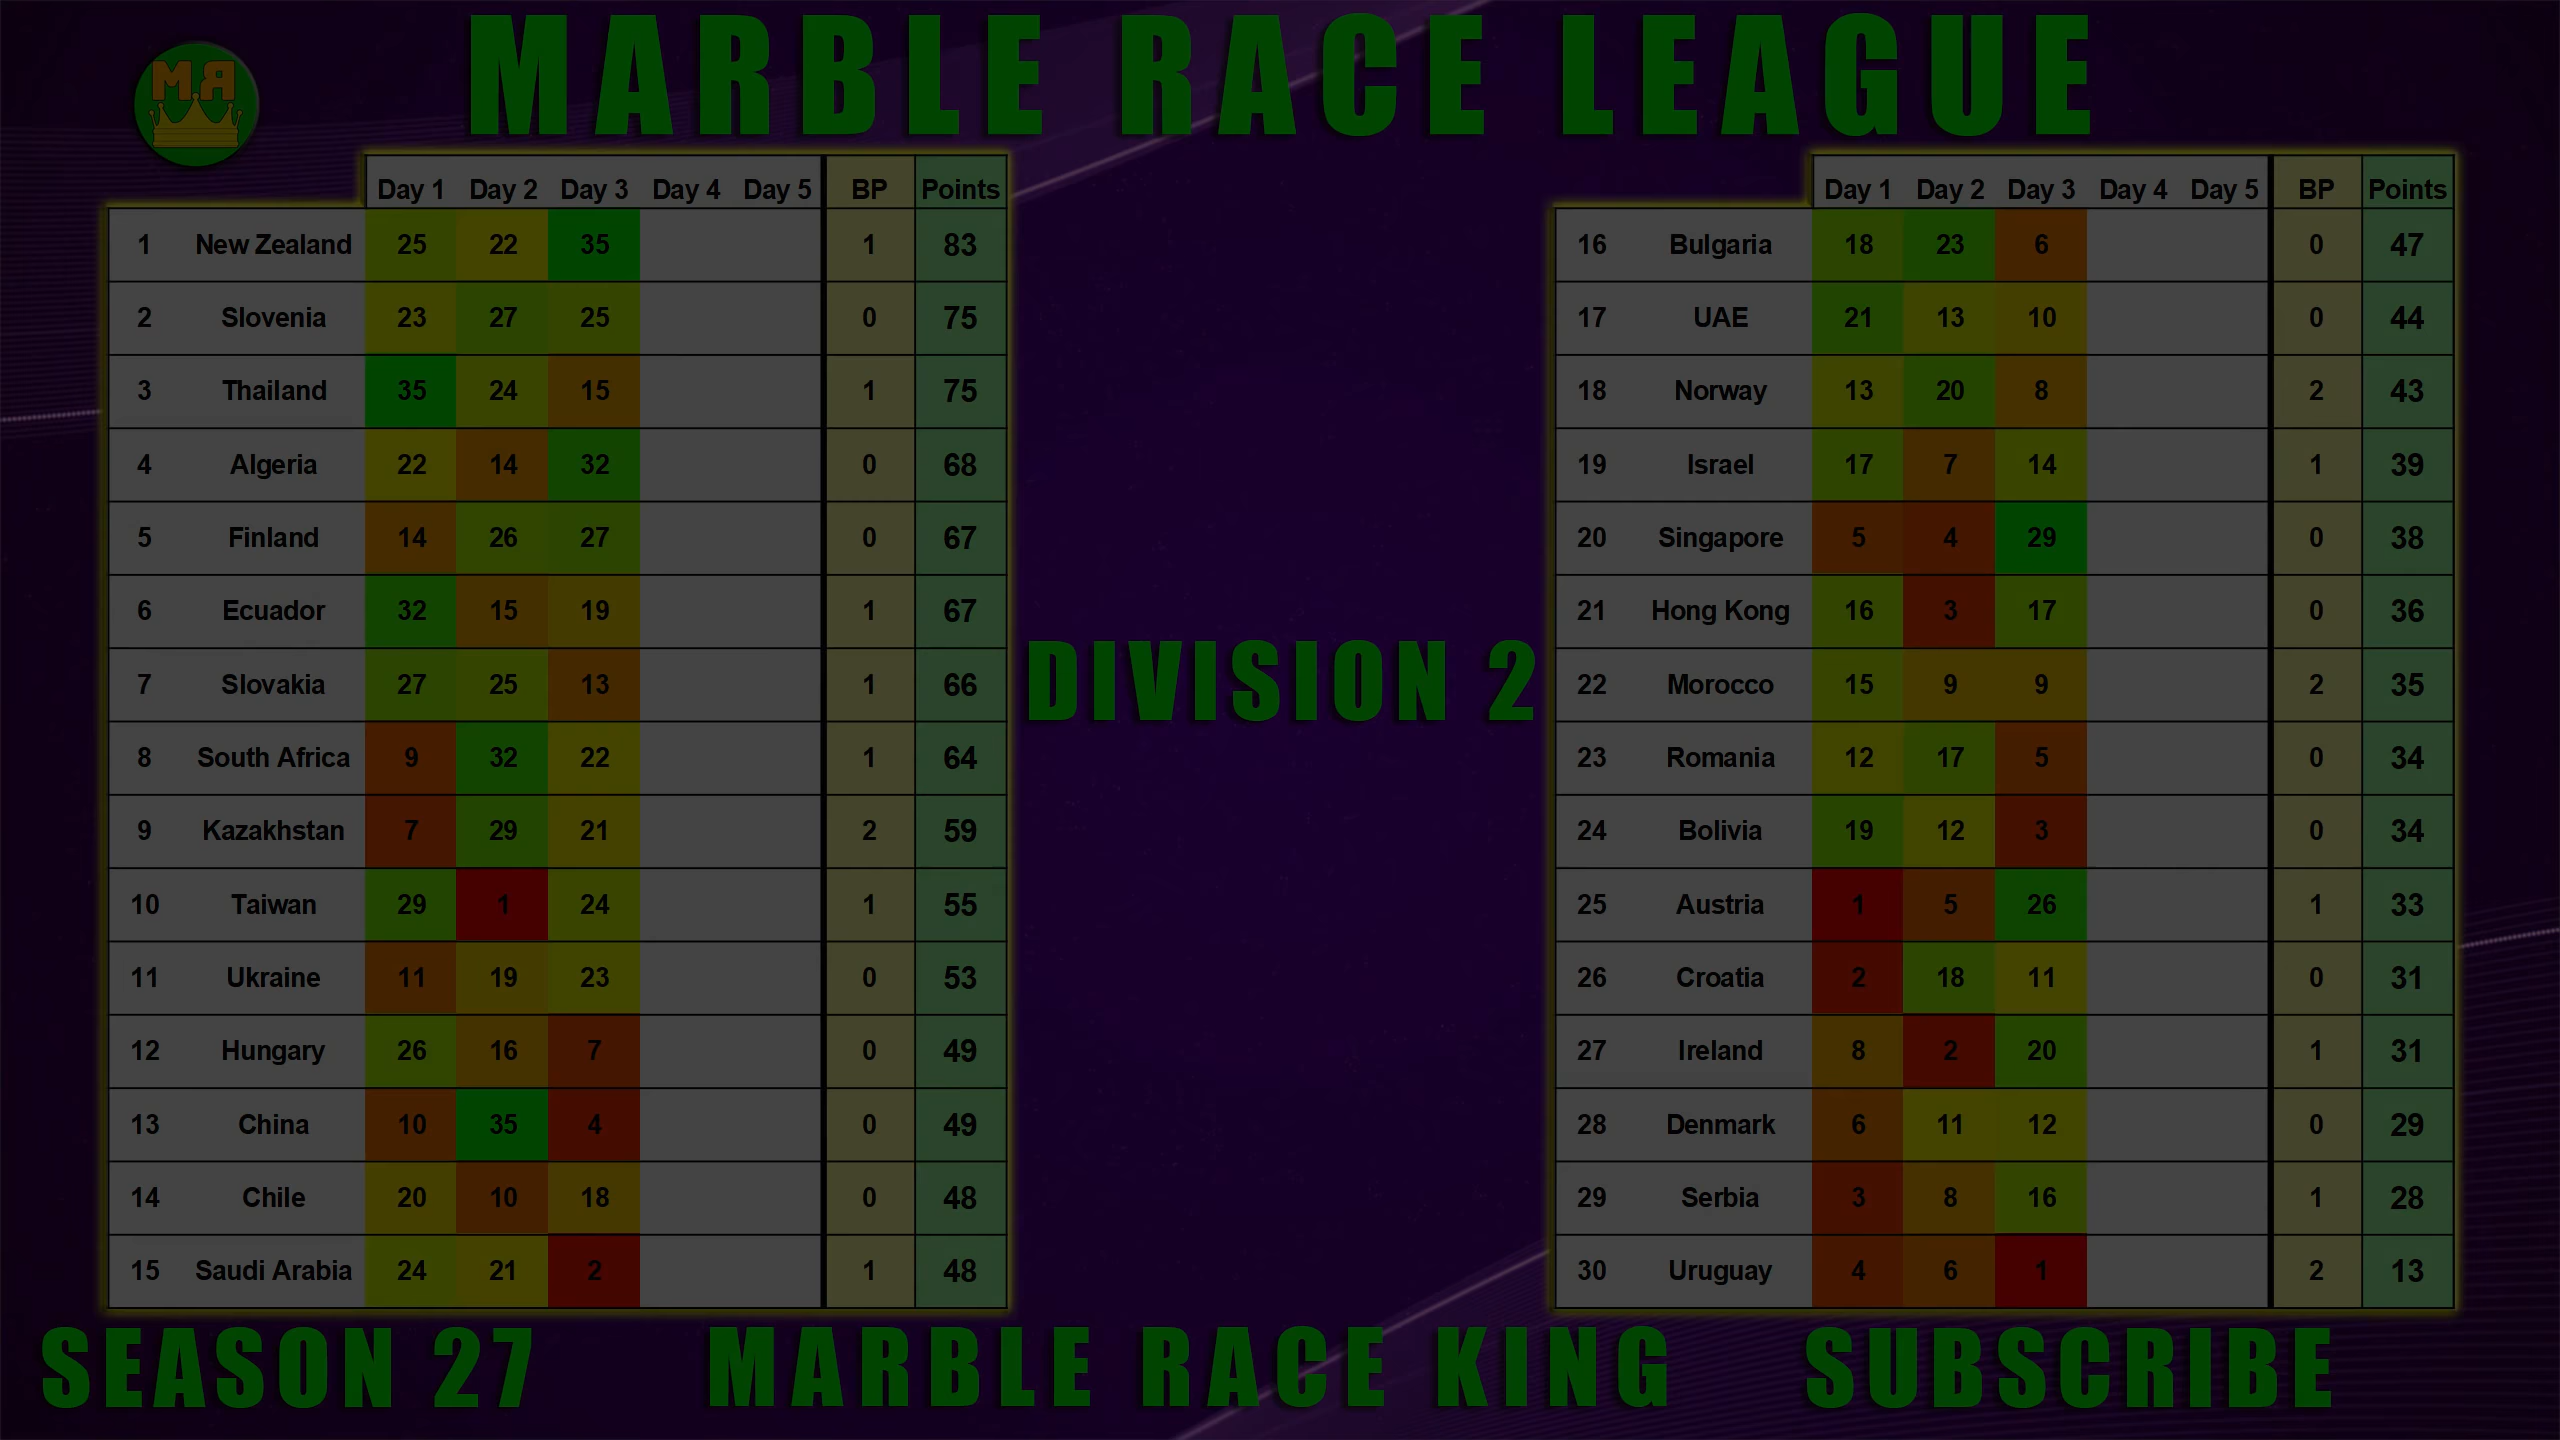 MARBLE RACE LEAGUE
M.R
Day 1 Day 2 Day 3 Day 4 Day 5 BP Points
1 New Zealand 25 22 35 1 83
2 Slovenia 23 27 25 0 75
3 Thailand 35 24 15 1 75
4 Algeria 22 14 32 0 68
5 Finland 14 26 27 0 67
6 Ecuador 32 15 19 1 67
7 Slovakia 27 25 13 1 66
8 South Africa 9 32 22 1 64
9 Kazakhstan 7 29 21 2 59
10 Taiwan 29 1 24 1 55
11 Ukraine 11 19 23 0 53
12 Hungary 26 16 7 0 49
13 China 10 35 4 0 49
14 Chile 20 10 18 0 48
15 Saudi Arabia 24 21 2 1 48
DIVISION 2
Day 1 Day 2 Day 3 Day 4 Day 5 BP Points
16 Bulgaria 18 23 6 0 47
17 UAE 21 13 10 0 44
18 Norway 13 20 8 2 43
19 Israel 17 7 14 1 39
20 Singapore 5 4 29 0 38
21 Hong Kong 16 3 17 0 36
22 Morocco 15 9 9 2 35
23 Romania 12 17 5 0 34
24 Bolivia 19 12 3 0 34
25 Austria 1 5 26 1 33
26 Croatia 2 18 11 0 31
27 Ireland 8 2 20 1 31
28 Denmark 6 11 12 0 29
29 Serbia 3 8 16 1 28
30 Uruguay 4 6 1 2 13
SEASON 27 MARBLE RACE KING SUBSCRIBE